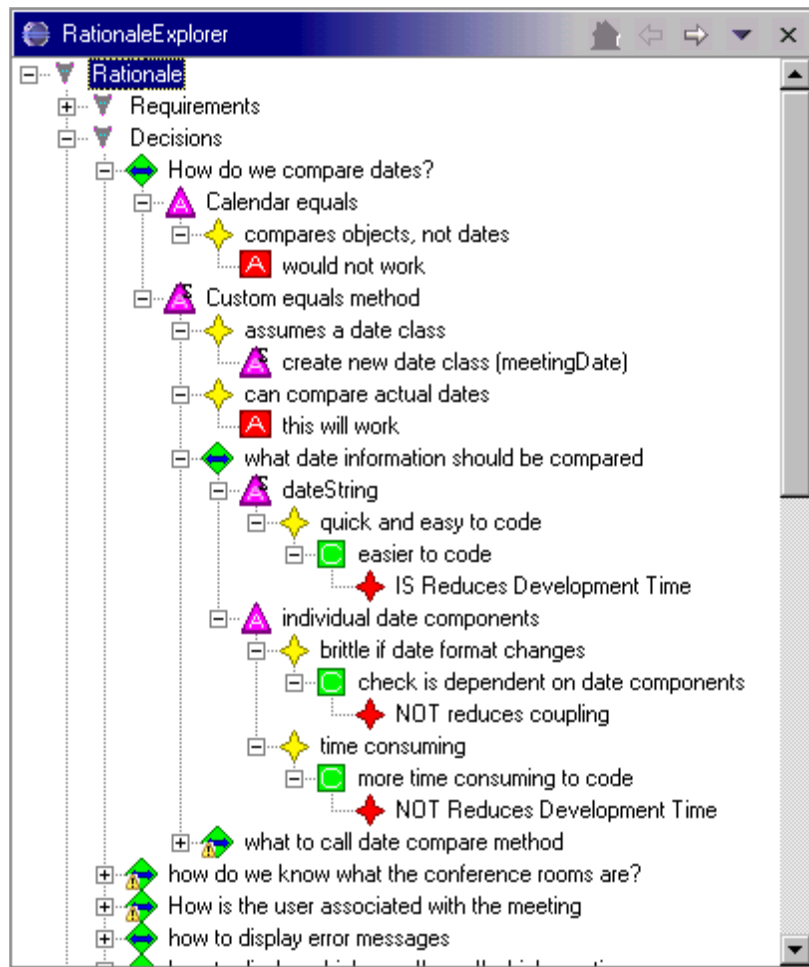 RationaleExplorer
Rationale
Requirements
Decisions
How do we compare dates?
A Calendar equals
compares objects, not dates
A would not work
A S Custom equals method
assumes a date class
A S create new date class (meetingDate)
can compare actual dates
A this will work
what date information should be compared
A S dateString
quick and easy to code
C easier to code
IS Reduces Development Time
A individual date components
brittle if date format changes
C check is dependent on date components
NOT reduces coupling
time consuming
C more time consuming to code
NOT Reduces Development Time
what to call date compare method
how do we know what the conference rooms are?
How is the user associated with the meeting
how to display error messages